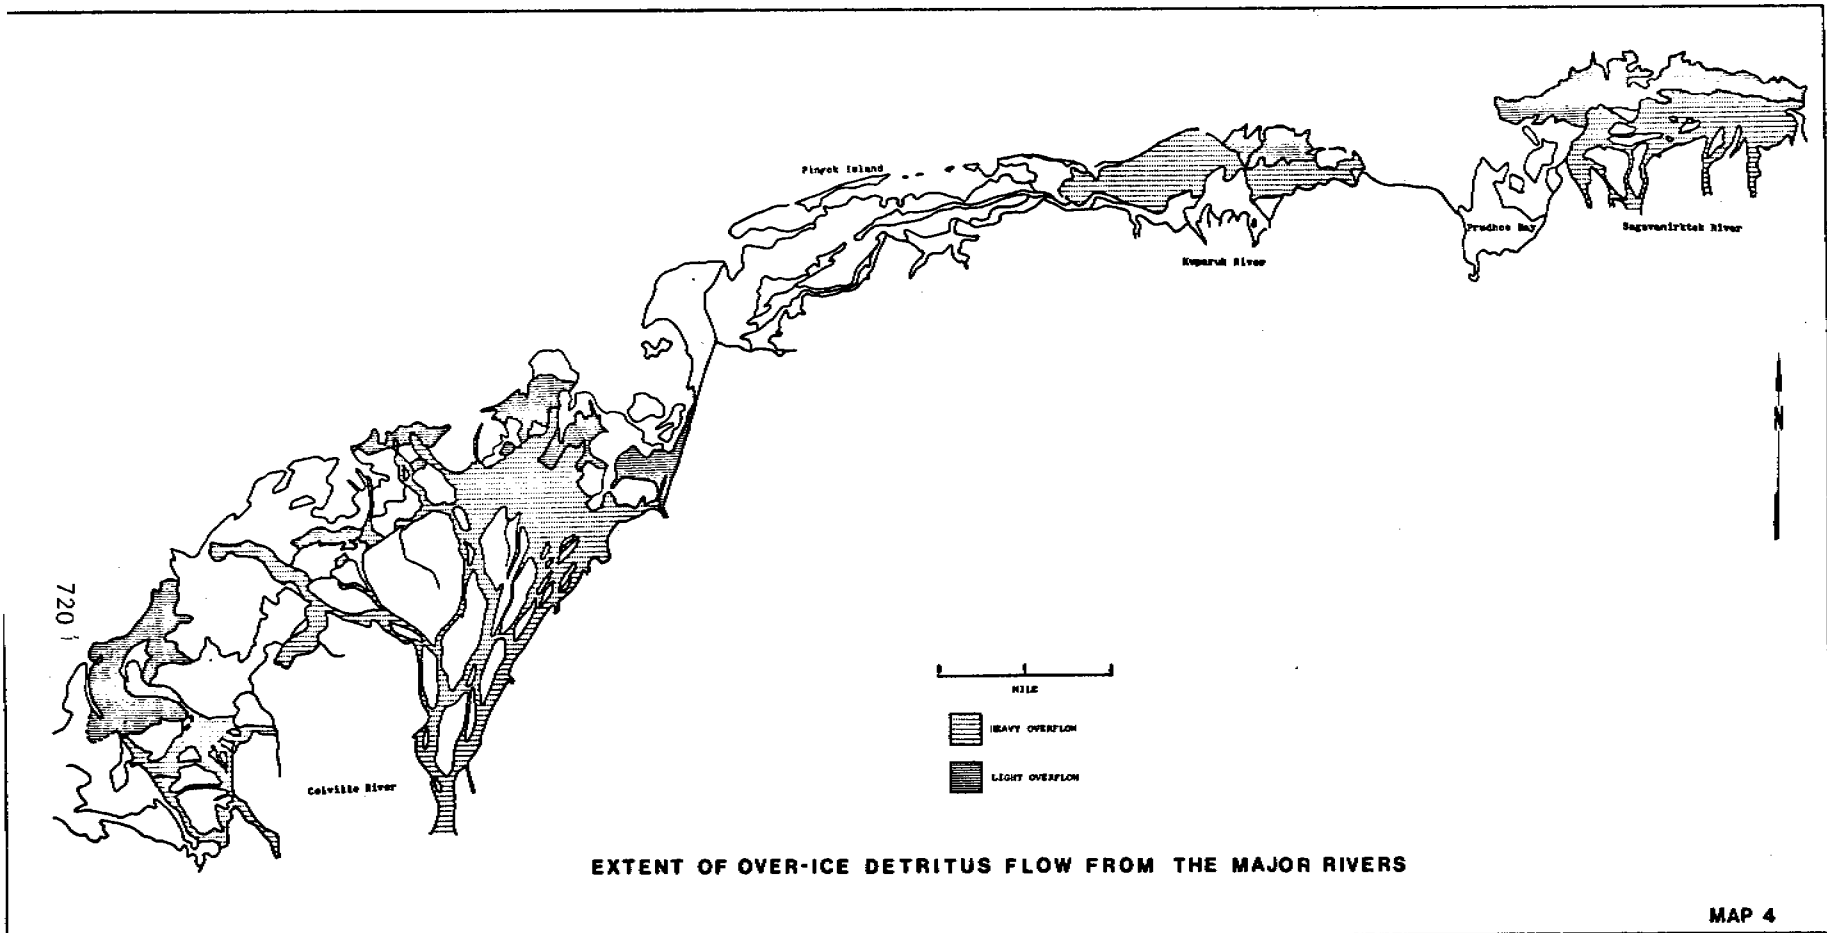 Pingok Island
Prudhoe Bay
Sagavanirktok River
Kuparuk River
N
7201
MILE
HEAVY OVERFLOW
LIGHT OVERFLOW
Colville River
EXTENT OF OVER-ICE DETRITUS FLOW FROM THE MAJOR RIVERS
MAP 4